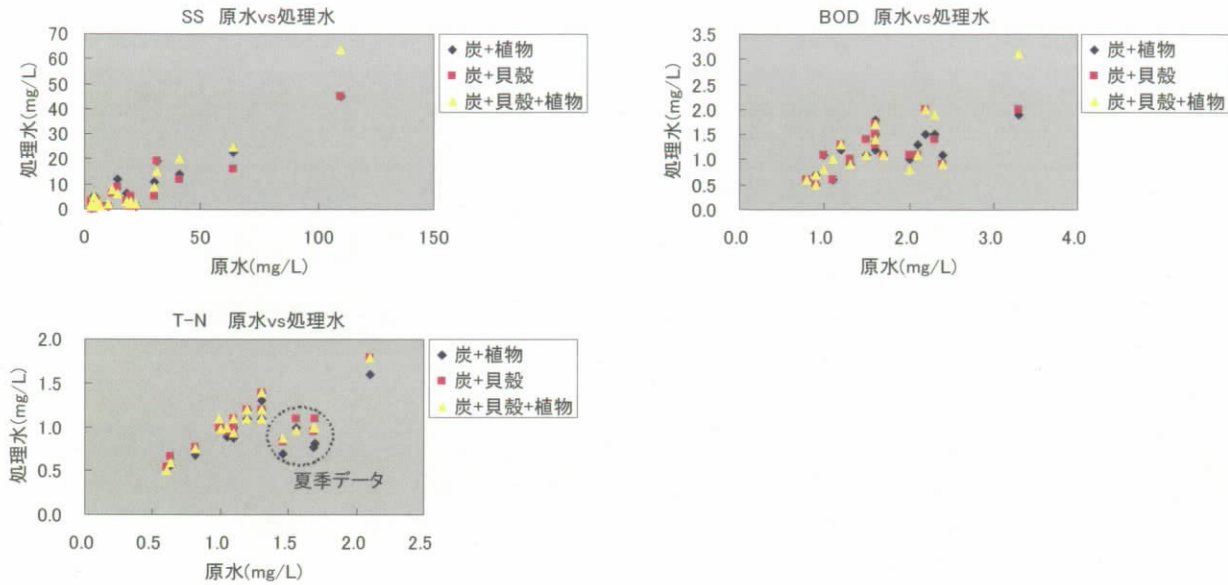 SS 原水vs処理水
処理水(mg/L)
70
60
50
40
30
20
10
0
0
50
100
150
原水(mg/L)
炭+植物
炭+貝殻
炭+貝殻+植物
BOD 原水vs処理水
処理水(mg/L)
3.5
3.0
2.5
2.0
1.5
1.0
0.5
0.0
0.0
1.0
2.0
3.0
4.0
原水(mg/L)
炭+植物
炭+貝殻
炭+貝殻+植物
T-N 原水vs処理水
処理水(mg/L)
2.0
1.5
1.0
0.5
0.0
夏季データ
0.0
0.5
1.0
1.5
2.0
2.5
原水(mg/L)
炭+植物
炭+貝殻
炭+貝殻+植物